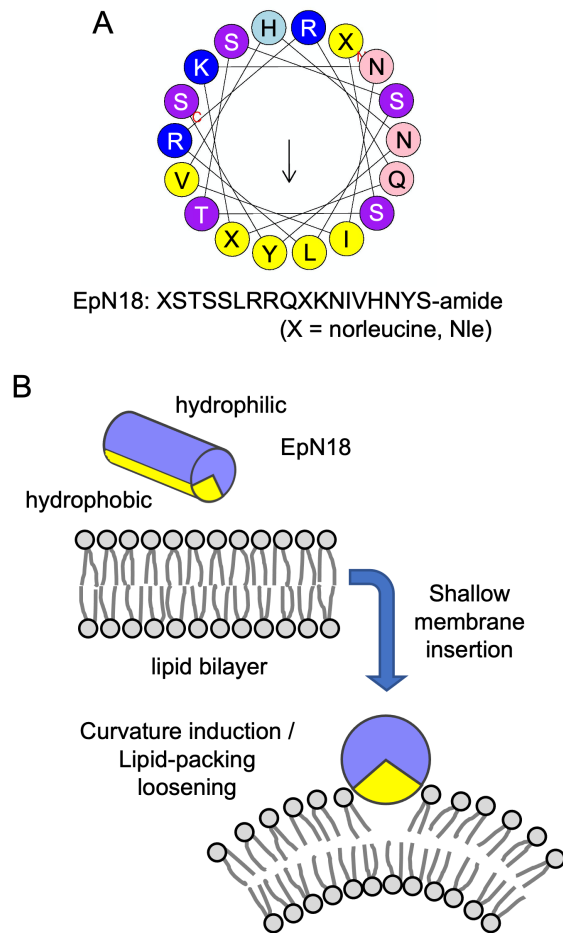 A
S
H
R
X
N
N
K
S
S
C
R
N
V
Q
T
S
X
Y
L
I
EpN18: XSTSSLRRQXKNIVHNYS-amide
(X = norleucine, Nle)
B
hydrophilic
EpN18
hydrophobic
Shallow
membrane
insertion
lipid bilayer
Curvature induction /
Lipid-packing
loosening